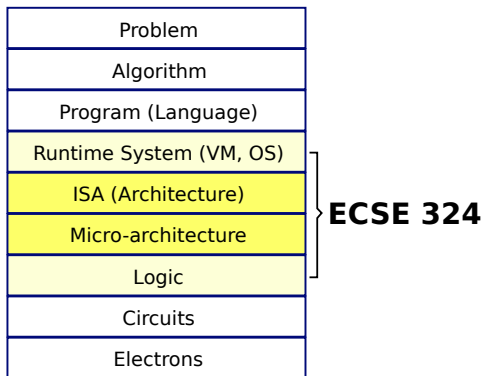 Problem
Algorithm
Program (Language)
Runtime System (VM, OS)
ISA (Architecture)
Micro-architecture
Logic
Circuits
Electrons
ECSE 324